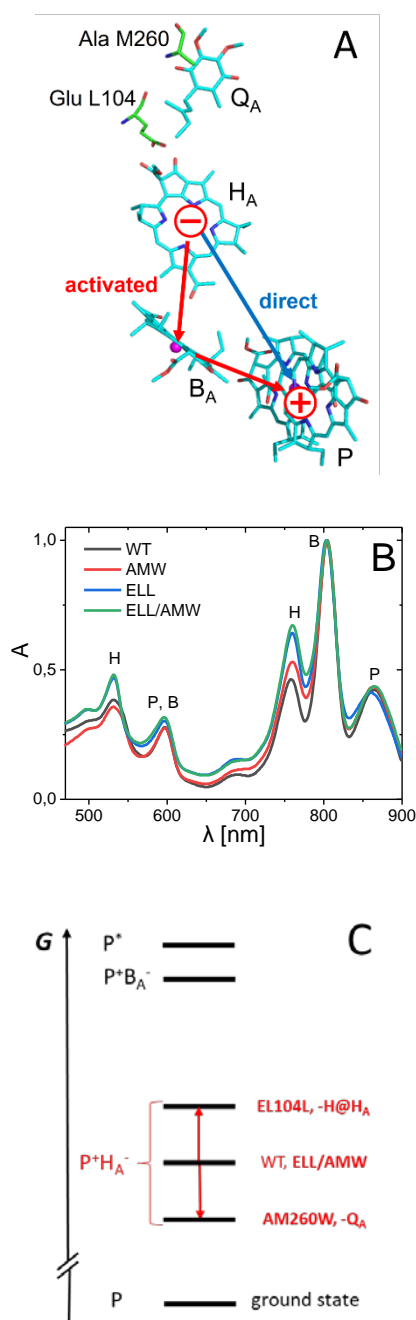 A
Ala M260
QA
Glu L104
HA
−
activated
direct
BA
+
P
B
WT
AMW
ELL
ELL/AMW
B
H
H
P, B
P
A
1,0
0,5
0,0
500 600 700 800 900
λ [nm]
C
G
P*
P+BA-
EL104L, -H@HA
P+HA-
WT, ELL/AMW
AM260W, -QA
P
ground state